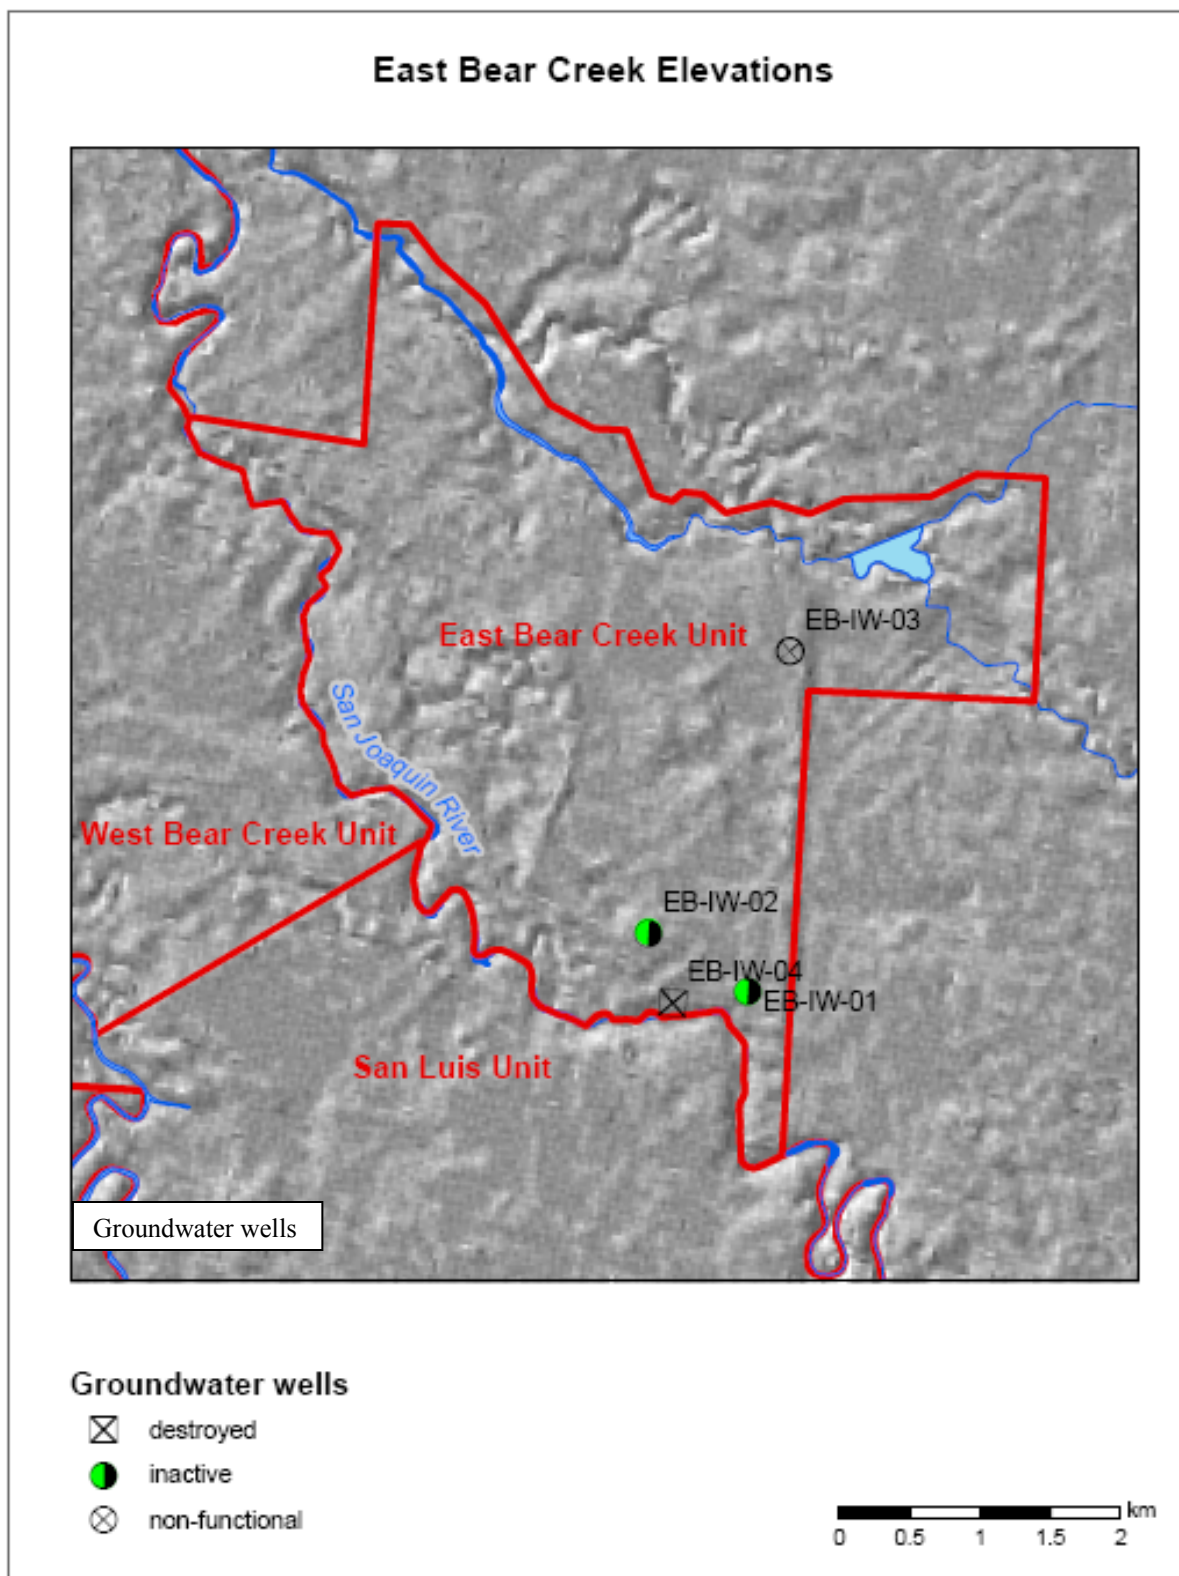 East Bear Creek Elevations
EB-IW-03
East Bear Creek Unit
San Joaquin River
West Bear Creek Unit
EB-IW-02
EB-IW-04
EB-IW-01
San Luis Unit
Groundwater wells
Groundwater wells
destroyed
inactive
non-functional
km
0 0.5 1 1.5 2